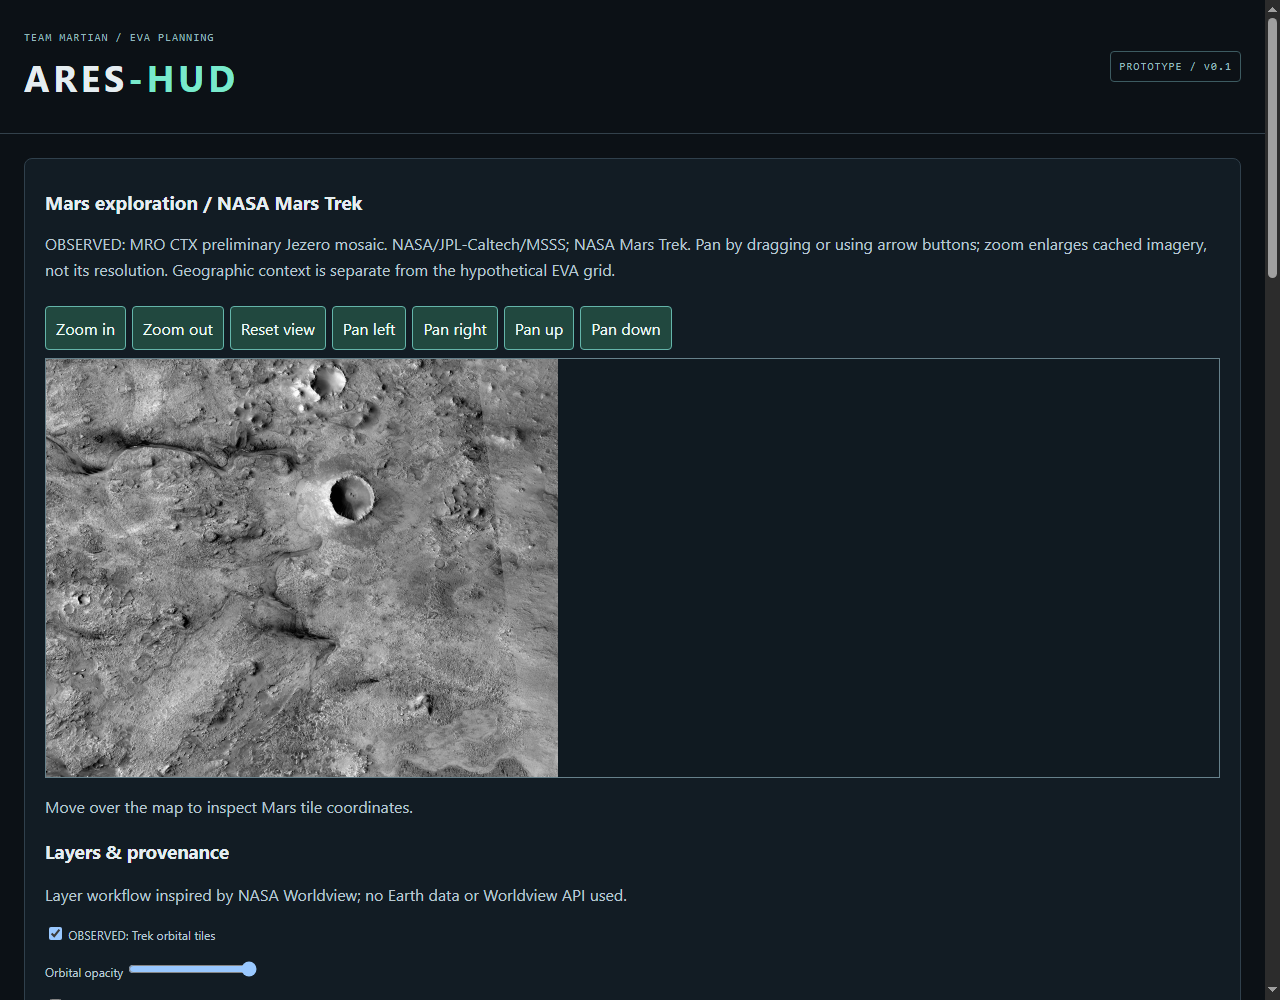 TEAM MARTIAN / EVA PLANNING
ARES-HUD
PROTOTYPE / v0.1
Mars exploration / NASA Mars Trek
OBSERVED: MRO CTX preliminary Jezero mosaic. NASA/JPL-Caltech/MSSS; NASA Mars Trek. Pan by dragging or using arrow buttons; zoom enlarges cached imagery,
not its resolution. Geographic context is separate from the hypothetical EVA grid.
Zoom in Zoom out Reset view Pan left Pan right Pan up Pan down
Move over the map to inspect Mars tile coordinates.
Layers & provenance
Layer workflow inspired by NASA Worldview; no Earth data or Worldview API used.
OBSERVED: Trek orbital tiles
Orbital opacity